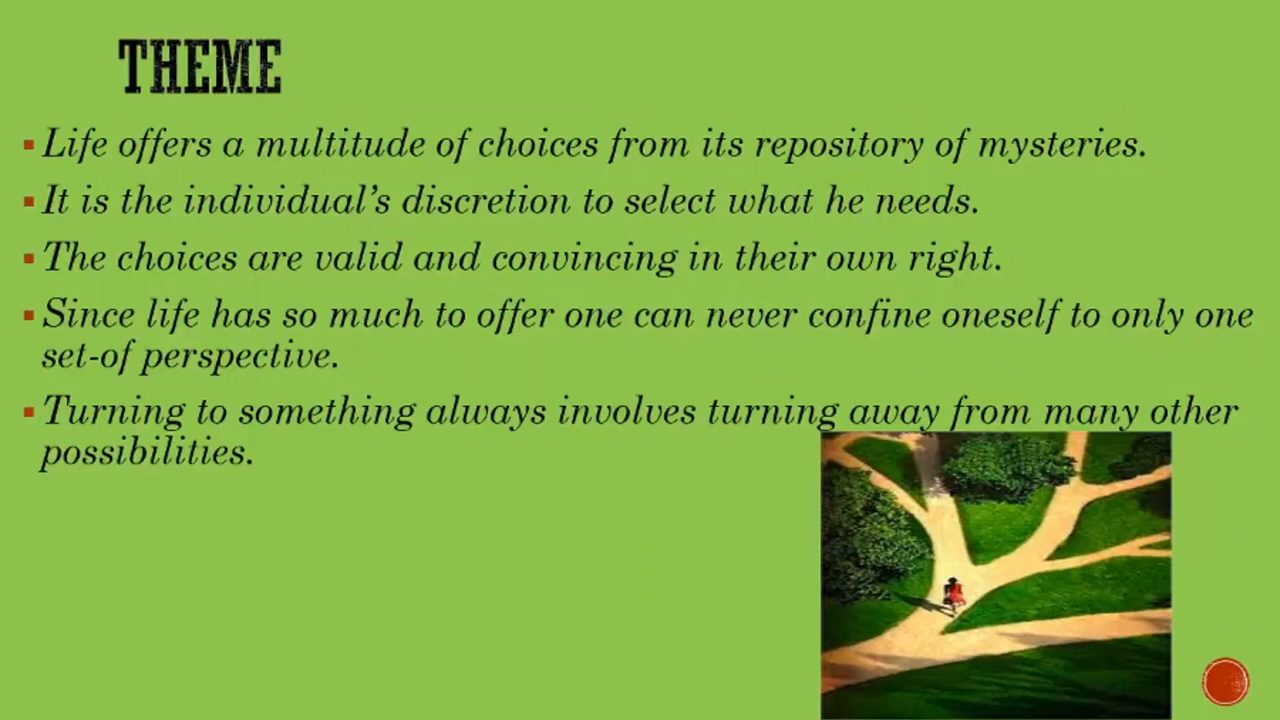 THEME
Life offers a multitude of choices from its repository of mysteries.
It is the individual's discretion to select what he needs.
The choices are valid and convincing in their own right.
Since life has so much to offer one can never confine oneself to only one
set-of perspective.
Turning to something always involves turning away from many other
possibilities.